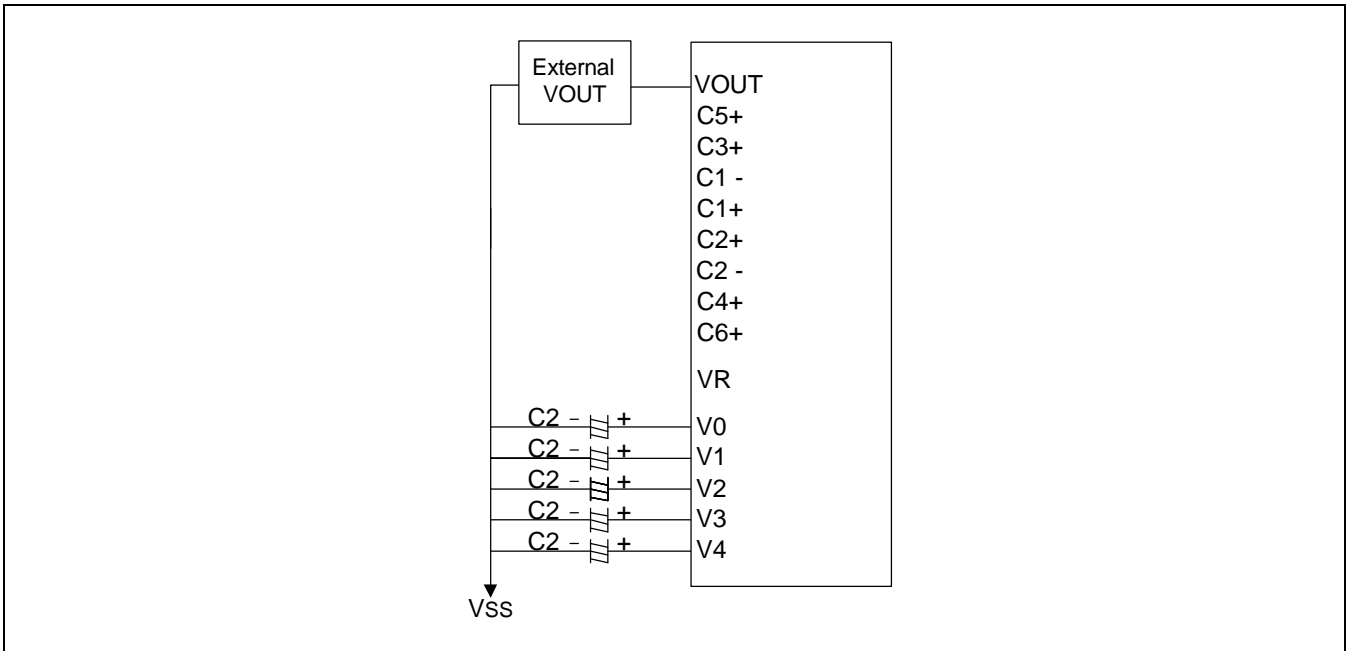 External
VOUT
VOUT
C5+
C3+
C1 -
C1+
C2+
C2 -
C4+
C6+
VR
C2 - + V0
C2 - + V1
C2 - + V2
C2 - + V3
C2 - + V4
VSS